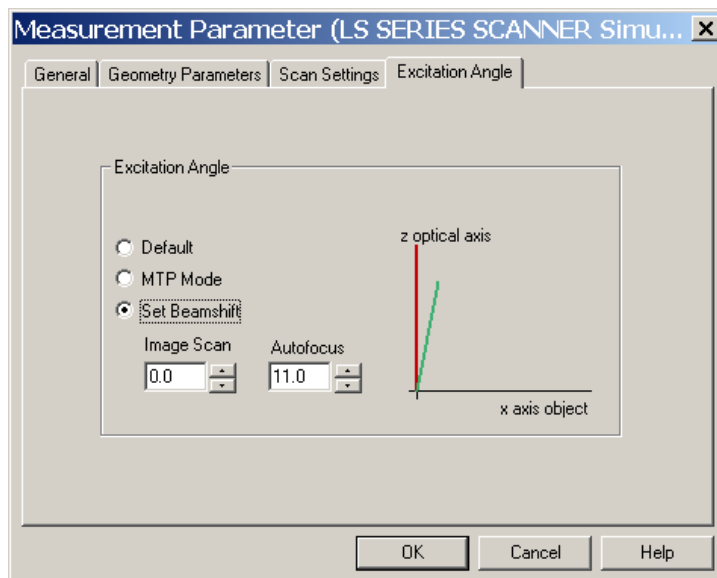 Measurement Parameter (LS SERIES SCANNER Simu...
General Geometry Parameters Scan Settings Excitation Angle
Excitation Angle
Default
MTP Mode
Set Beamshift
Image Scan Autofocus
0.0 11.0
z optical axis
x axis object
OK Cancel Help